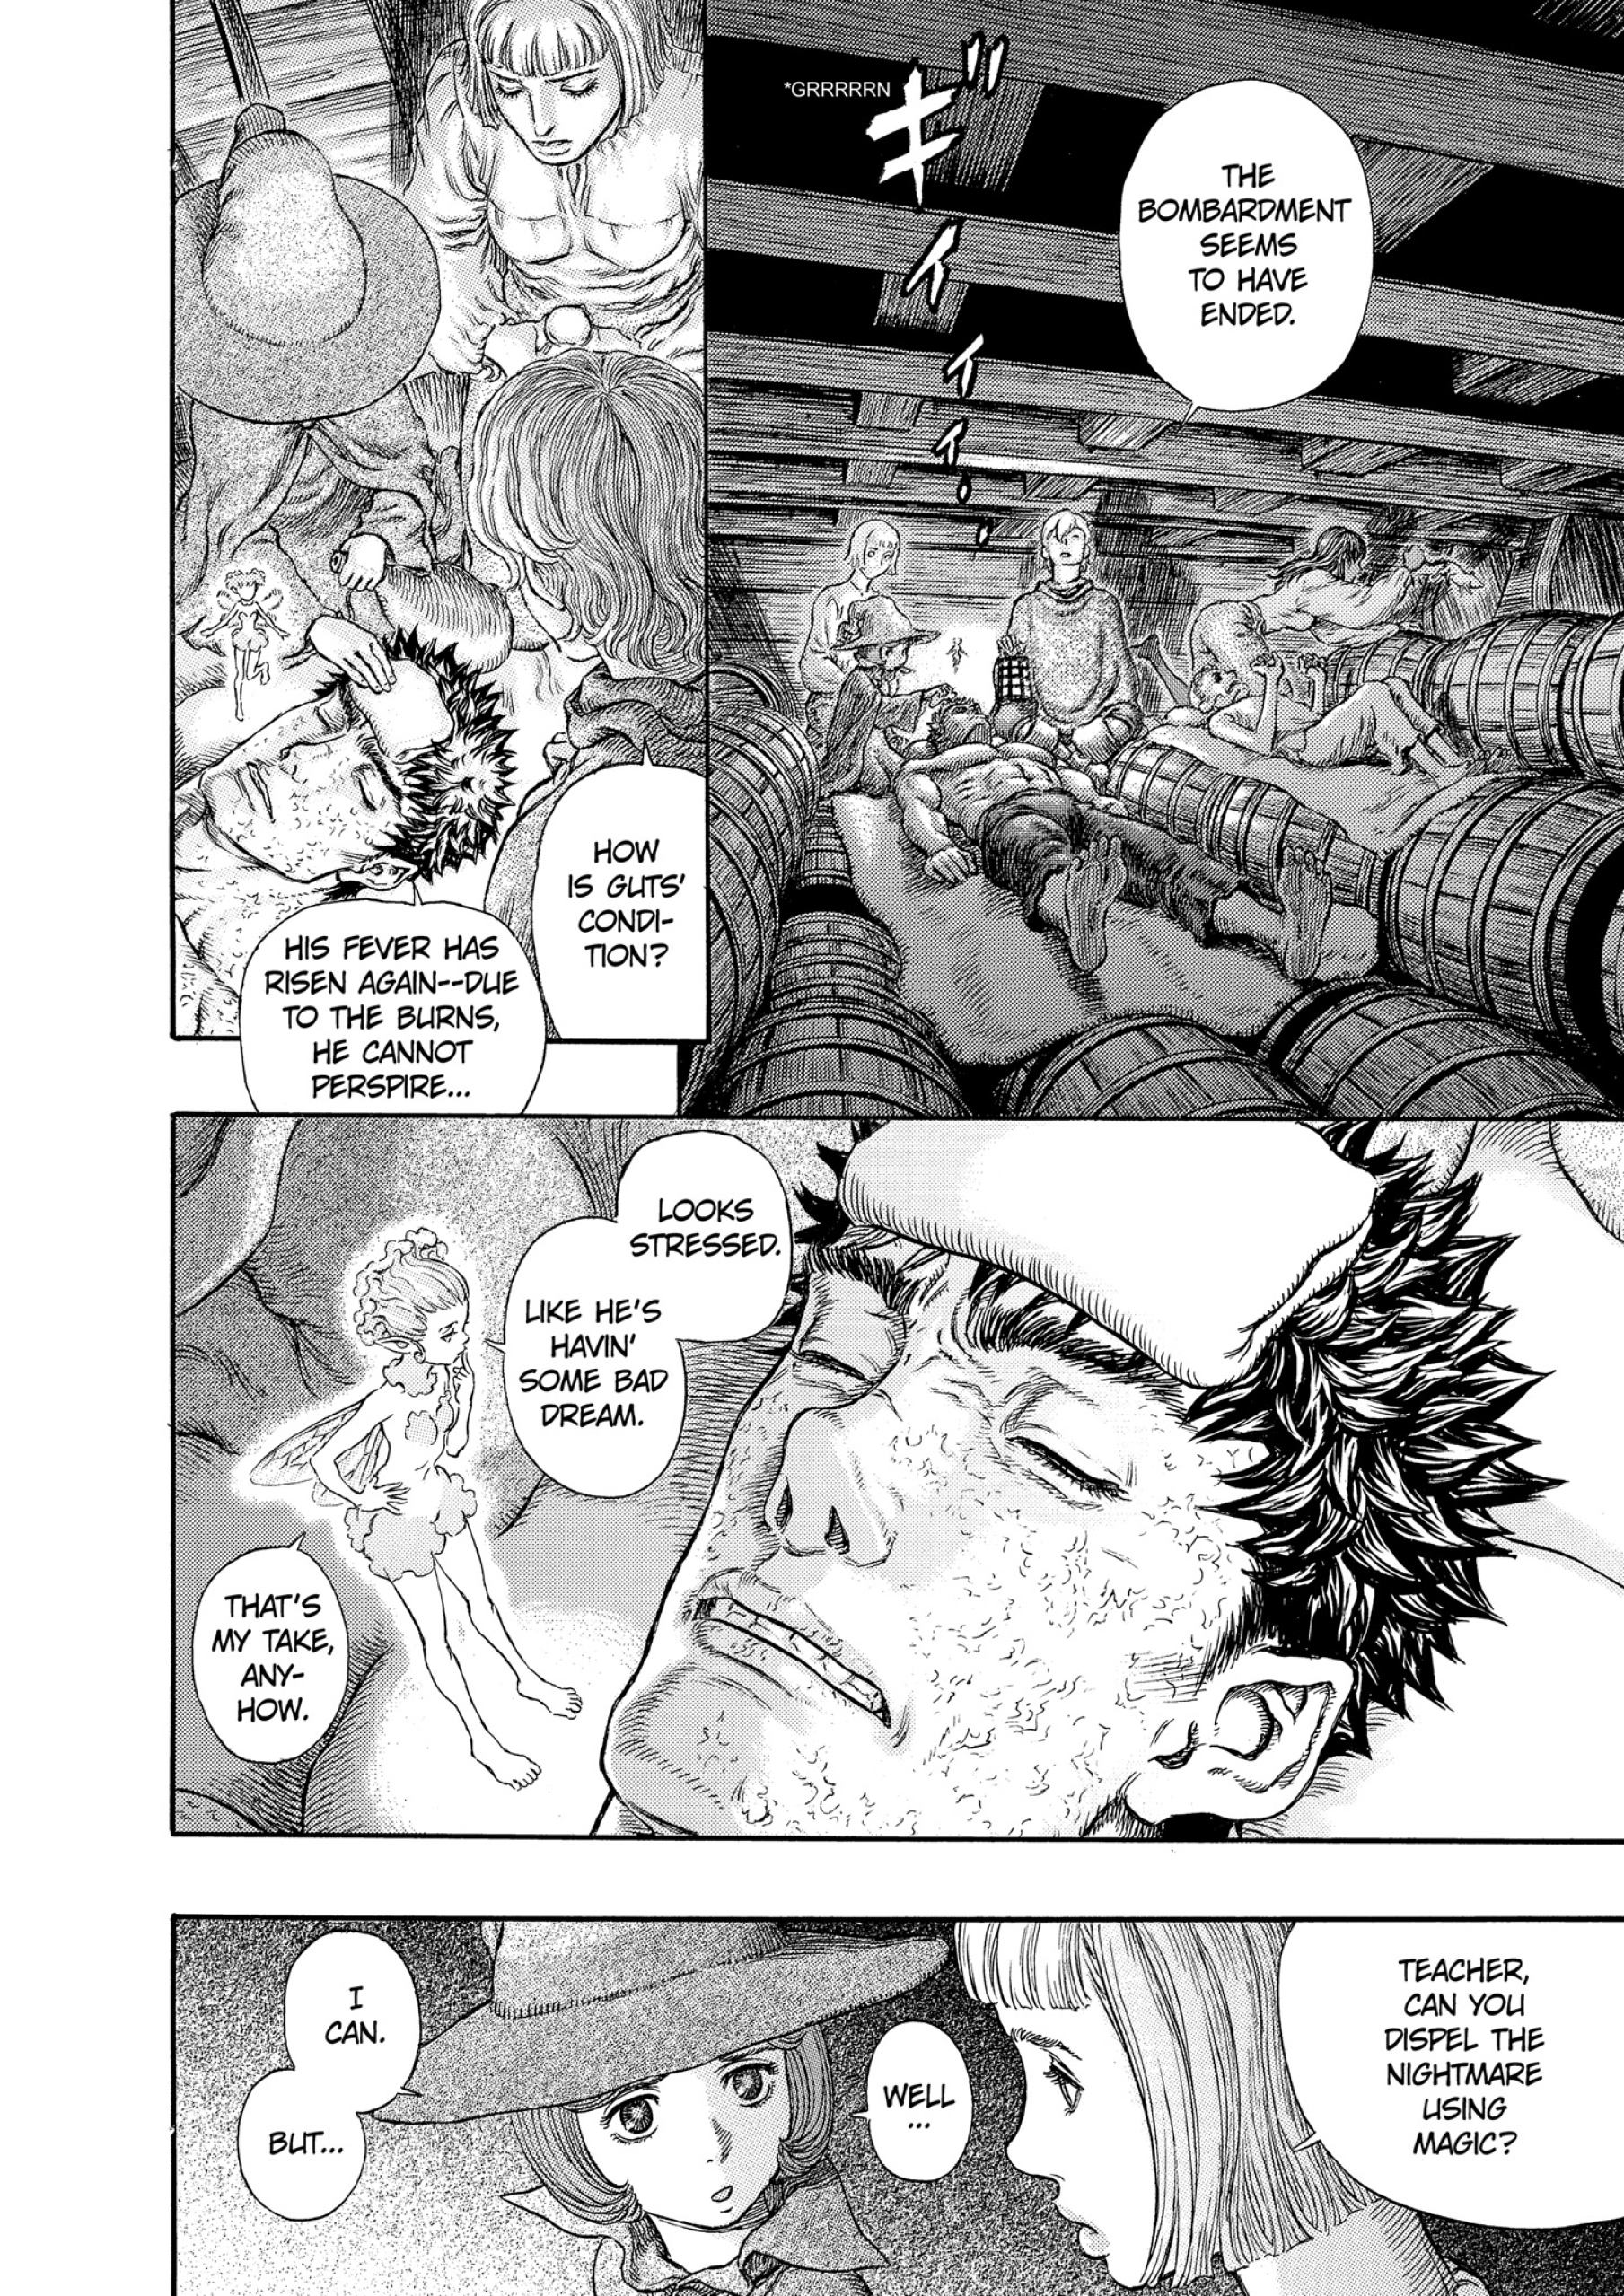 *GRRRRRN
ギィィィ…
THE
BOMBARDMENT
SEEMS
TO HAVE
ENDED.
HOW
IS GUTS'
CONDI-
TION?
HIS FEVER HAS
RISEN AGAIN--DUE
TO THE BURNS,
HE CANNOT
PERSPIRE...
LOOKS
STRESSED.
LIKE HE'S
HAVIN'
SOME BAD
DREAM.
THAT'S
MY TAKE,
ANY-
HOW.
TEACHER,
CAN YOU
DISPEL THE
NIGHTMARE
USING
MAGIC?
WELL
...
I
CAN.
BUT...